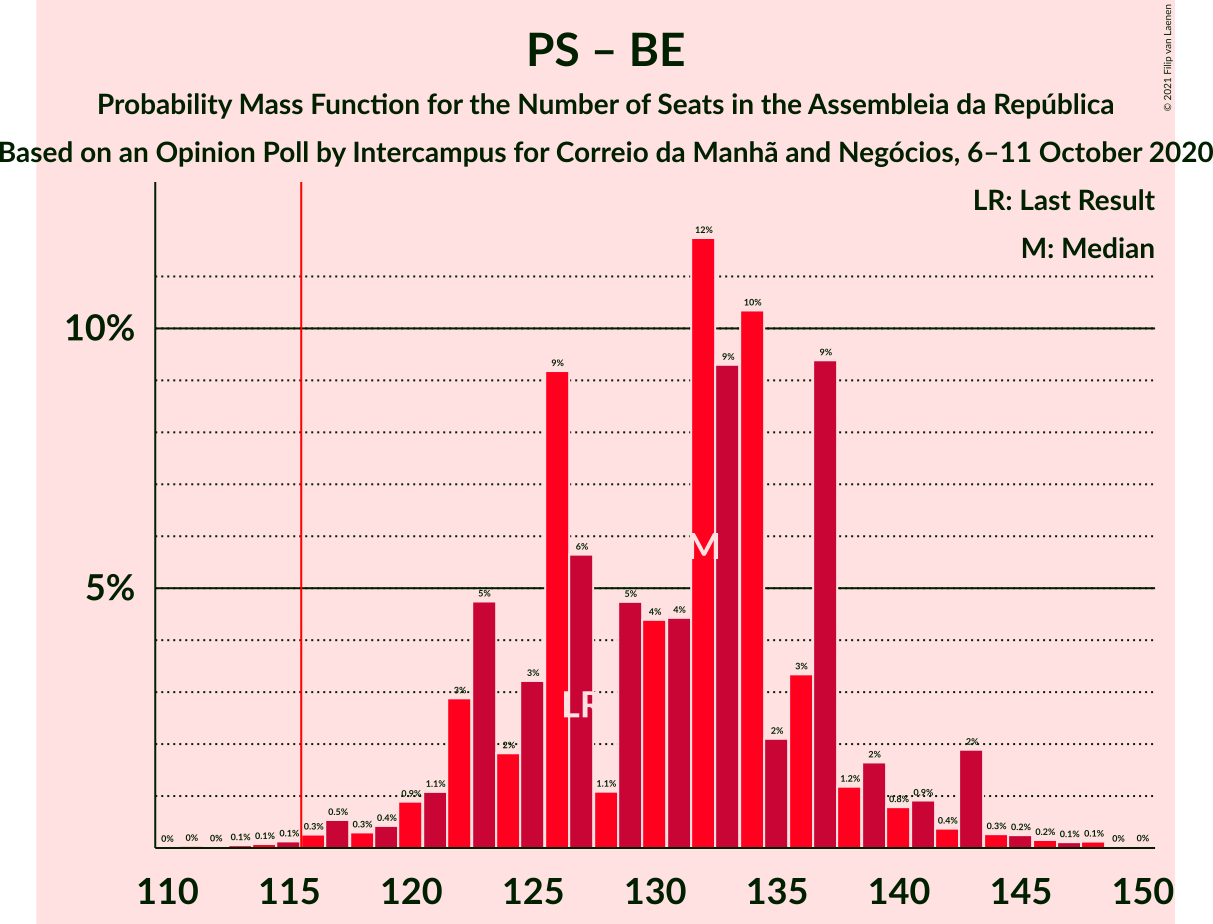 PS – BE
© 2021 Filip van Laenen
Probability Mass Function for the Number of Seats in the Assembleia da República
Based on an Opinion Poll by Intercampus for Correio da Manhã and Negócios, 6–11 October 2020
LR: Last Result
M: Median
10%
5%
0% 0% 0% 0.1% 0.1% 0.1% 0.3% 0.5% 0.3% 0.4% 0.9% 1.1% 3% 5% 2% 3% 9% 6% 1.1% 5% 4% 4% 12% 9% 10% 2% 3% 9% 1.2% 2% 0.8% 0.9% 0.4% 2% 0.3% 0.2% 0.2% 0.1% 0.1% 0% 0%
M
LR
110 115 120 125 130 135 140 145 150